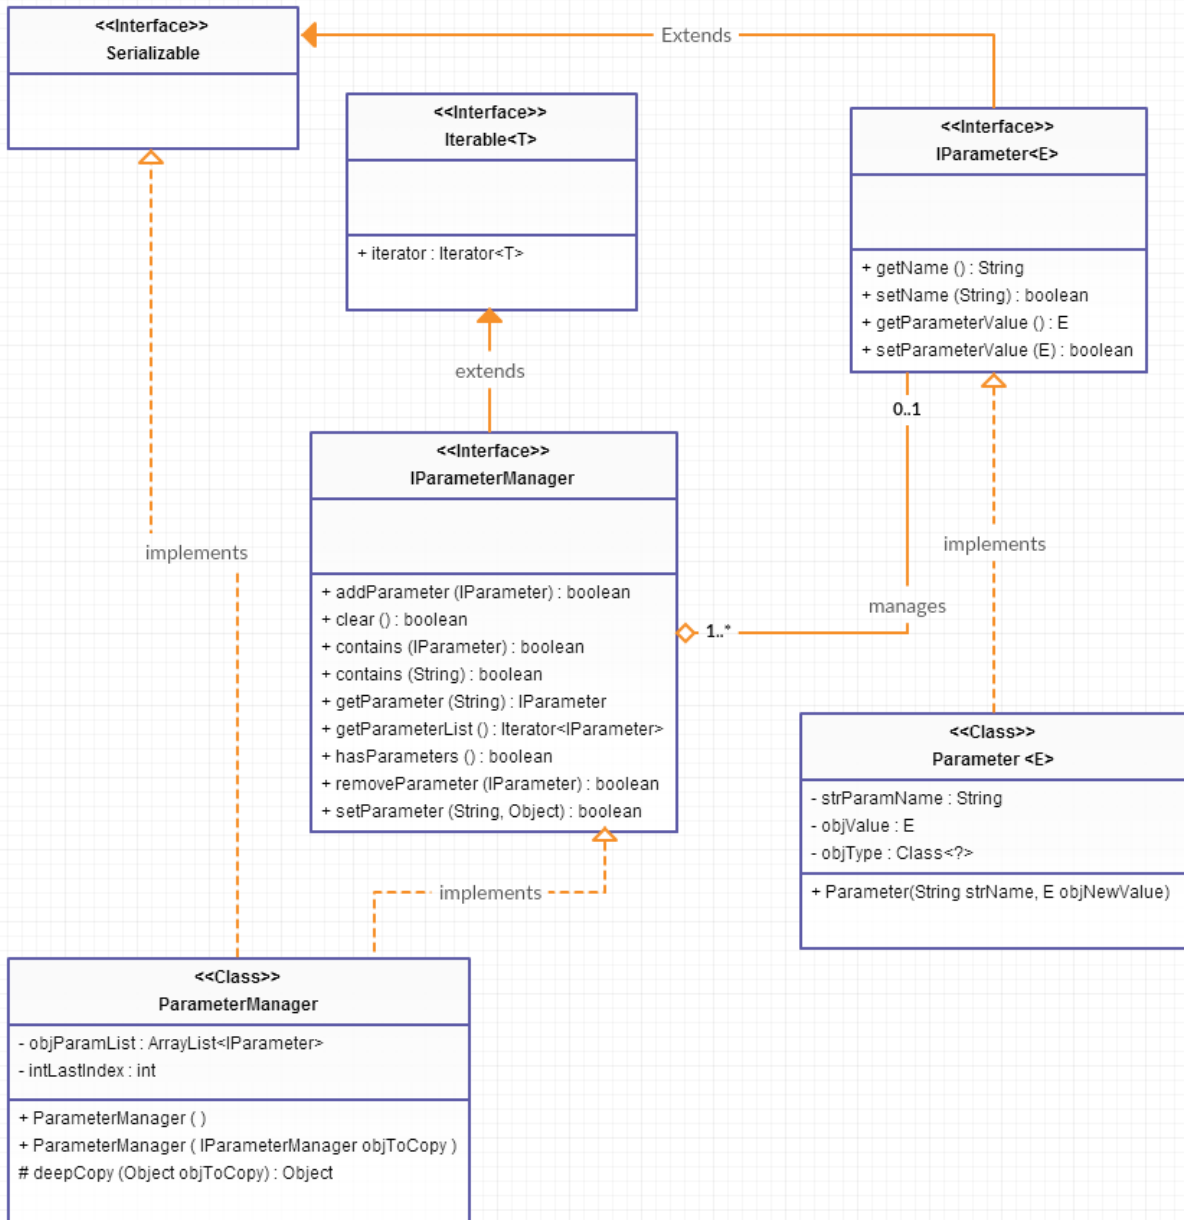 <<Interface>>
Serializable
Extends
<<Interface>>
Iterable<T>
+ iterator : Iterator<T>
<<Interface>>
IParameter<E>
+ getName () : String
+ setName (String) : boolean
+ getParameterValue () : E
+ setParameterValue (E) : boolean
extends
0..1
<<Interface>>
IParameterManager
+ addParameter (IParameter) : boolean
+ clear () : boolean
+ contains (IParameter) : boolean
+ contains (String) : boolean
+ getParameter (String) : IParameter
+ getParameterList () : Iterator<IParameter>
+ hasParameters () : boolean
+ removeParameter (IParameter) : boolean
+ setParameter (String, Object) : boolean
implements
implements
manages
1..*
<<Class>>
Parameter <E>
- strParamName : String
- objValue : E
- objType : Class<?>
+ Parameter(String strName, E objNewValue)
implements
<<Class>>
ParameterManager
- objParamList : ArrayList<IParameter>
- intLastIndex : int
+ ParameterManager ( )
+ ParameterManager ( IParameterManager objToCopy )
# deepCopy (Object objToCopy) : Object